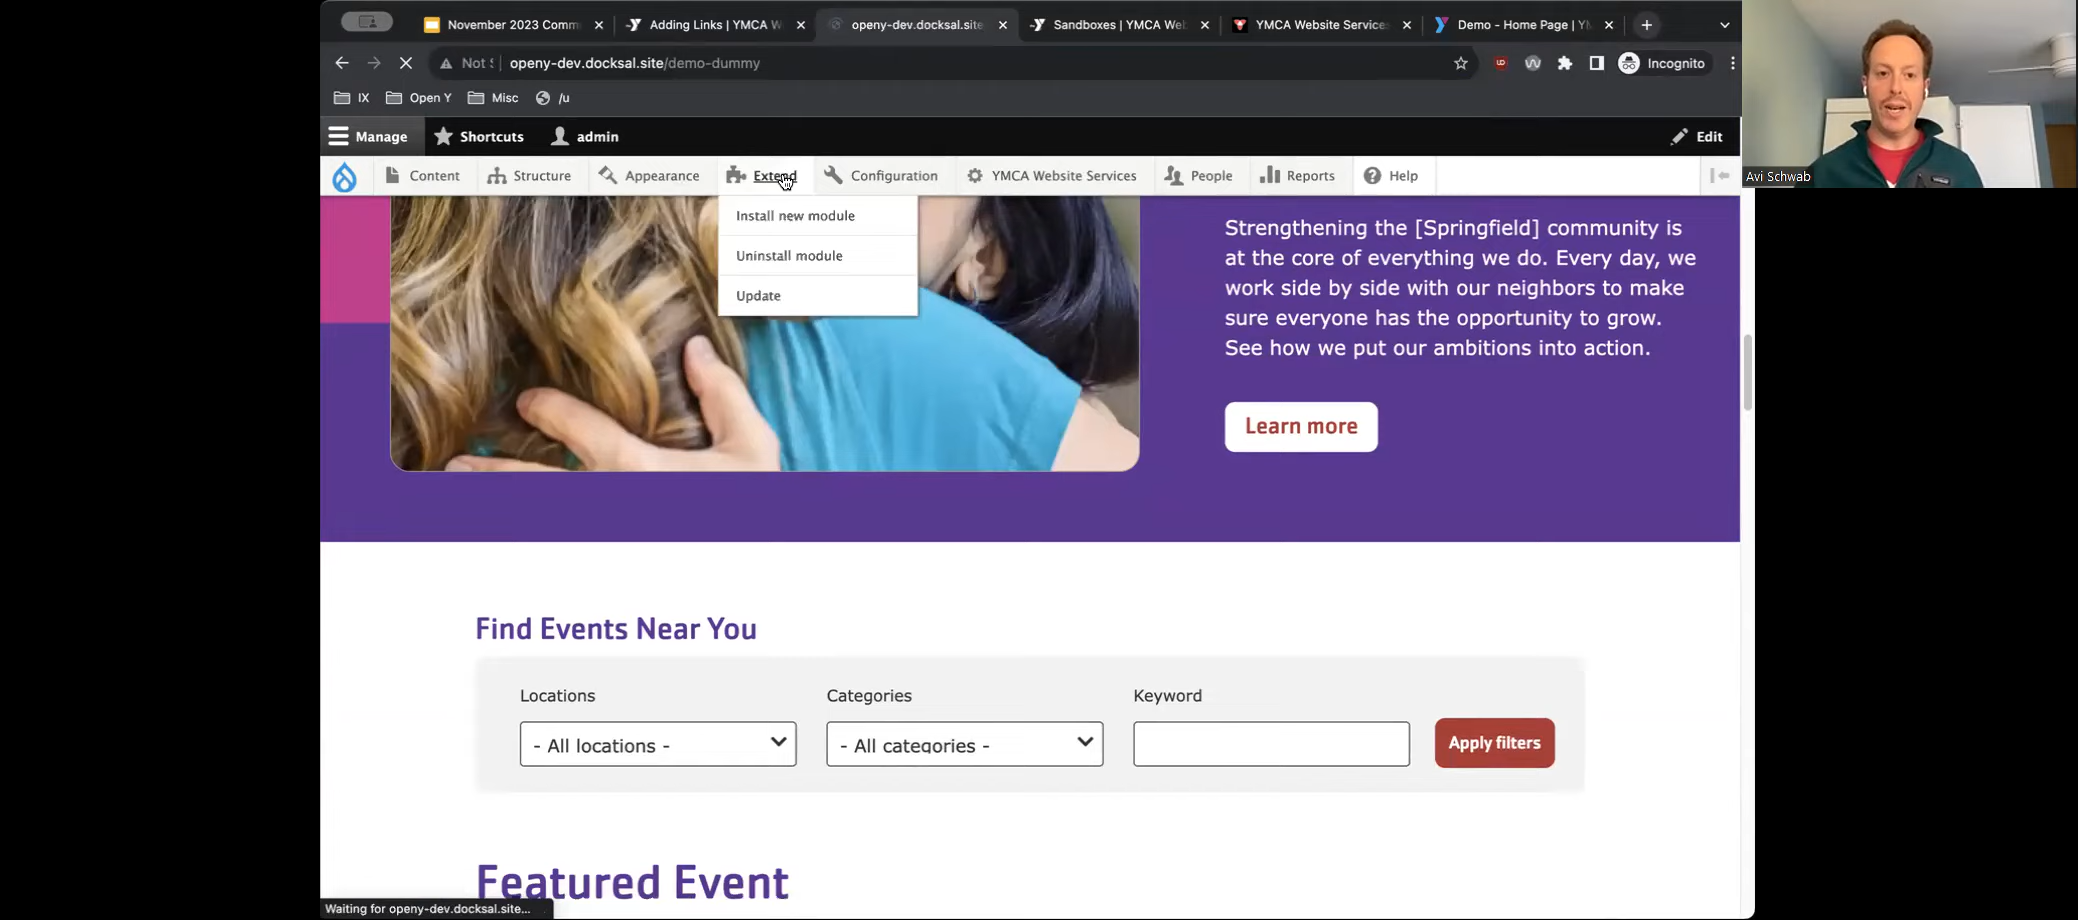 November 2023 Comm
Adding Links | YMCA W
openy-dev.docksal.site
Sandboxes | YMCA Web
YMCA Website Services
Demo - Home Page | Y
Not
openy-dev.docksal.site/demo-dummy
Incognito
IX
Open Y
Misc
/u
Manage
Shortcuts
admin
Edit
Content
Structure
Appearance
Extend
Configuration
YMCA Website Services
People
Reports
Help
Avi Schwab
Install new module
Uninstall module
Update
Strengthening the [Springfield] community is
at the core of everything we do. Every day, we
work side by side with our neighbors to make
sure everyone has the opportunity to grow.
See how we put our ambitions into action.
Learn more
Find Events Near You
Locations
Categories
Keyword
- All locations -
- All categories -
Apply filters
Featured Event
Waiting for openy-dev.docksal.site...